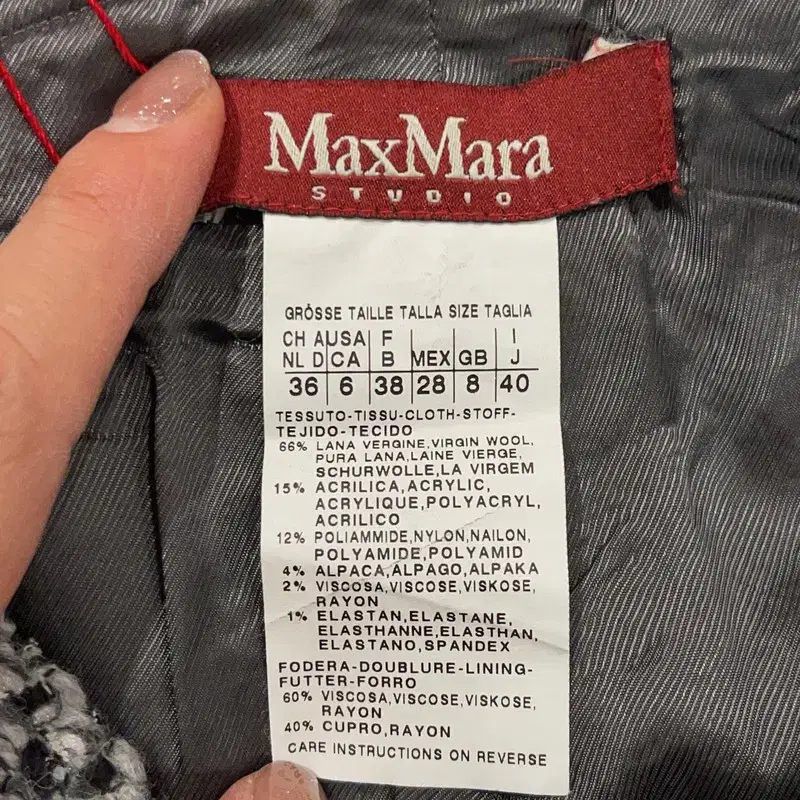 MaxMara
STUDIO
GRÖSSE TAILLE TALLA SIZE TAGLIA
CH A USA F I
NL D CA B MEX GB J
36 6 38 28 8 40
TESSUTO-TISSU-CLOTH-STOFF-
TEJIDO-TECIDO
66% LANA VERGINE,VIRGIN WOOL,
PURA LANA,LAINE VIERGE,
SCHURWOLLE,LA VIRGEM
15% ACRILICA,ACRYLIC,
ACRYLIQUE,POLYACRYL,
ACRILICO
12% POLIAMMIDE,NYLON,NAILON,
POLYAMIDE,POLYAMID
4% ALPACA,ALPAGO,ALPAKA
2% VISCOSA,VISCOSE,VISKOSE,
RAYON
1% ELASTAN,ELASTANE,
ELASTHANNE,ELASTHAN,
ELASTANO,SPANDEX
FODERA-DOUBLURE-LINING-
FUTTER-FORRO
60% VISCOSA,VISCOSE,VISKOSE,
RAYON
40% CUPRO,RAYON
CARE INSTRUCTIONS ON REVERSE